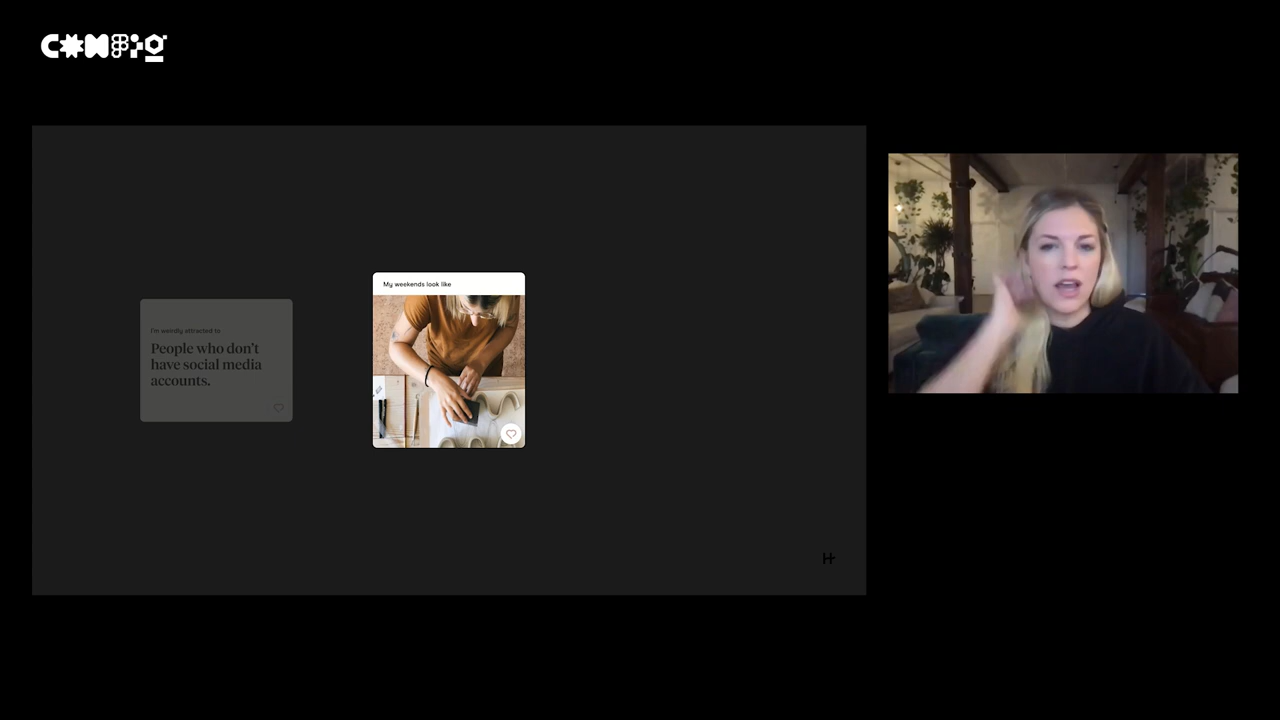 CONFIG
I'm weirdly attracted to
People who don't
have social media
accounts.
My weekends look like
H